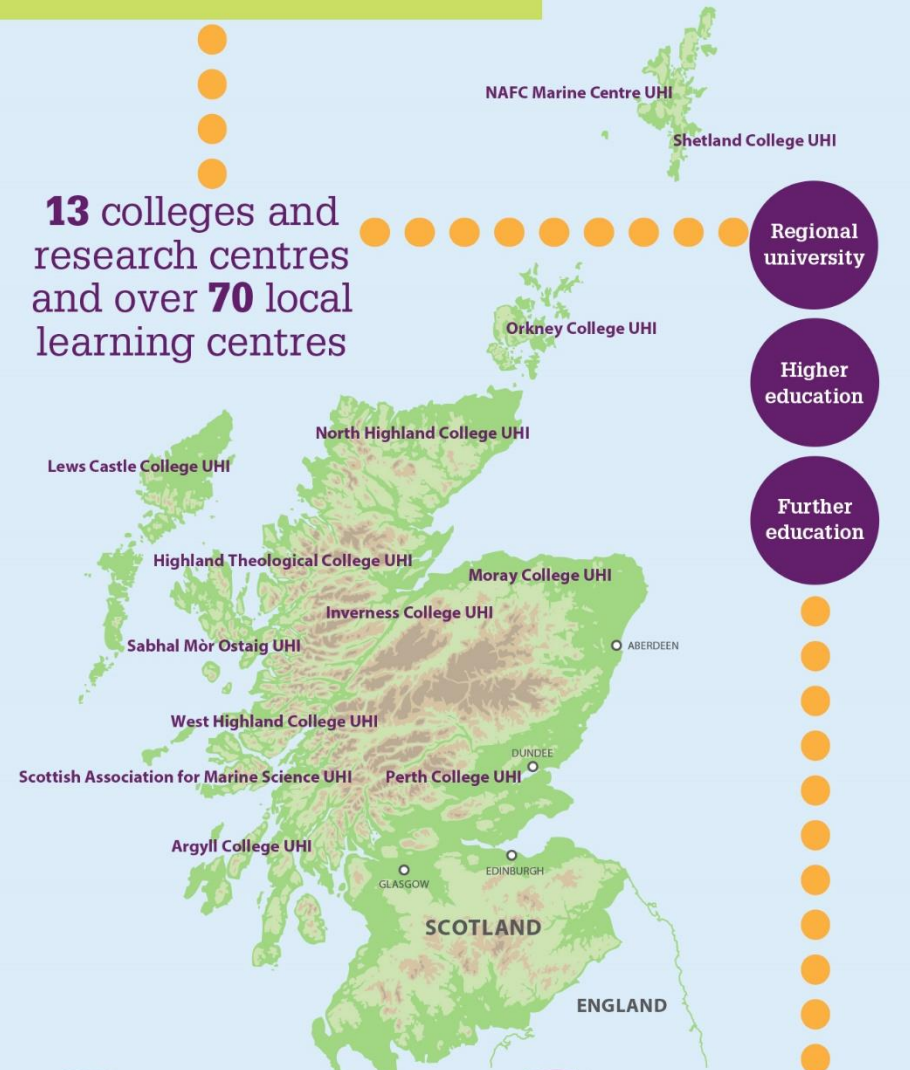 NAFC Marine Centre UHI
Shetland College UHI
13 colleges and
research centres
and over 70 local
learning centres
Regional
university
Orkney College UHI
Higher
education
North Highland College UHI
Lews Castle College UHI
Further
education
Highland Theological College UHI
Moray College UHI
Inverness College UHI
Sabhal Mòr Ostaig UHI
ABERDEEN
West Highland College UHI
DUNDEE
Scottish Association for Marine Science UHI
Perth College UHI
Argyll College UHI
EDINBURGH
GLASGOW
SCOTLAND
ENGLAND